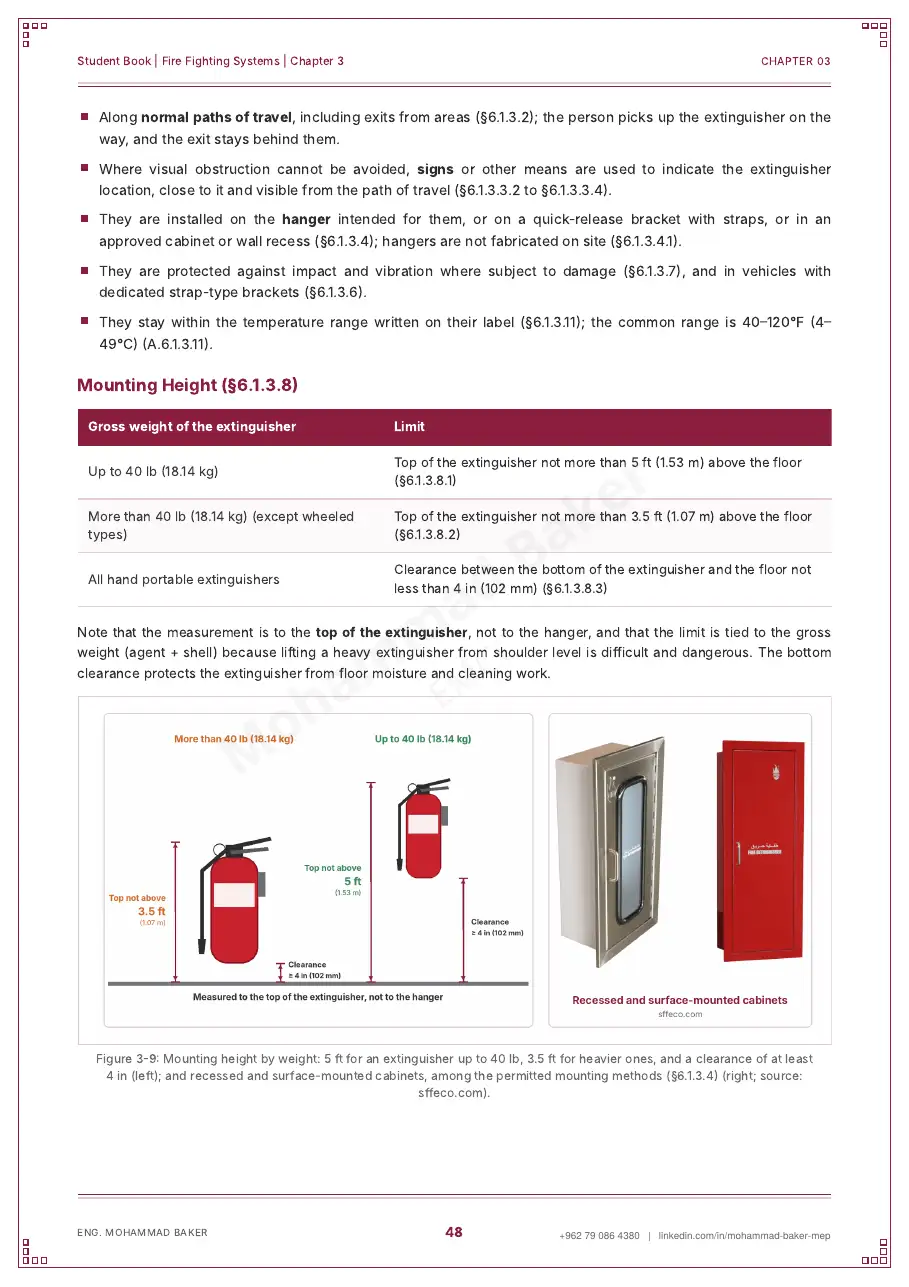 Student Book | Fire Fighting Systems | Chapter 3
CHAPTER 03
Along normal paths of travel, including exits from areas (§6.1.3.2); the person picks up the extinguisher on the
way, and the exit stays behind them.
Where visual obstruction cannot be avoided, signs or other means are used to indicate the extinguisher
location, close to it and visible from the path of travel (§6.1.3.3.2 to §6.1.3.3.4).
They are installed on the hanger intended for them, or on a quick-release bracket with straps, or in an
approved cabinet or wall recess (§6.1.3.4); hangers are not fabricated on site (§6.1.3.4.1).
They are protected against impact and vibration where subject to damage (§6.1.3.7), and in vehicles with
dedicated strap-type brackets (§6.1.3.6).
They stay within the temperature range written on their label (§6.1.3.11); the common range is 40–120°F (4–
49°C) (A.6.1.3.11).
Mounting Height (§6.1.3.8)
Gross weight of the extinguisher
Limit
Up to 40 lb (18.14 kg)
Top of the extinguisher not more than 5 ft (1.53 m) above the floor
(§6.1.3.8.1)
More than 40 lb (18.14 kg) (except wheeled
types)
Top of the extinguisher not more than 3.5 ft (1.07 m) above the floor
(§6.1.3.8.2)
All hand portable extinguishers
Clearance between the bottom of the extinguisher and the floor not
less than 4 in (102 mm) (§6.1.3.8.3)
Mohammad Baker
Note that the measurement is to the top of the extinguisher, not to the hanger, and that the limit is tied to the gross
weight (agent + shell) because lifting a heavy extinguisher from shoulder level is difficult and dangerous. The bottom
clearance protects the extinguisher from floor moisture and cleaning work.
More than 40 lb (18.14 kg)
Up to 40 lb (18.14 kg)
Top not above
5 ft
(1.53 m)
Top not above
3.5 ft
(1.07 m)
Clearance
≥ 4 in (102 mm)
Clearance
≥ 4 in (102 mm)
Measured to the top of the extinguisher, not to the hanger
FIRE EXTINGUISHER
Recessed and surface-mounted cabinets
sffeco.com
Figure 3-9: Mounting height by weight: 5 ft for an extinguisher up to 40 lb, 3.5 ft for heavier ones, and a clearance of at least
4 in (left); and recessed and surface-mounted cabinets, among the permitted mounting methods (§6.1.3.4) (right; source:
sffeco.com).
ENG. MOHAMMAD BAKER
48
+962 79 086 4380 | linkedin.com/in/mohammad-baker-mep